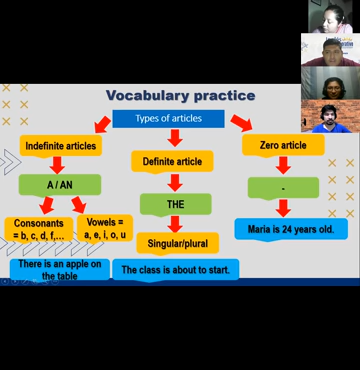 Vocabulary practice
Types of articles
Indefinite articles
Definite article
Zero article
A / AN
THE
-
Consonants
= b, c, d, f,...
Vowels =
a, e, i, o, u
Singular/plural
Maria is 24 years old.
There is an apple on
the table
The class is about to start.